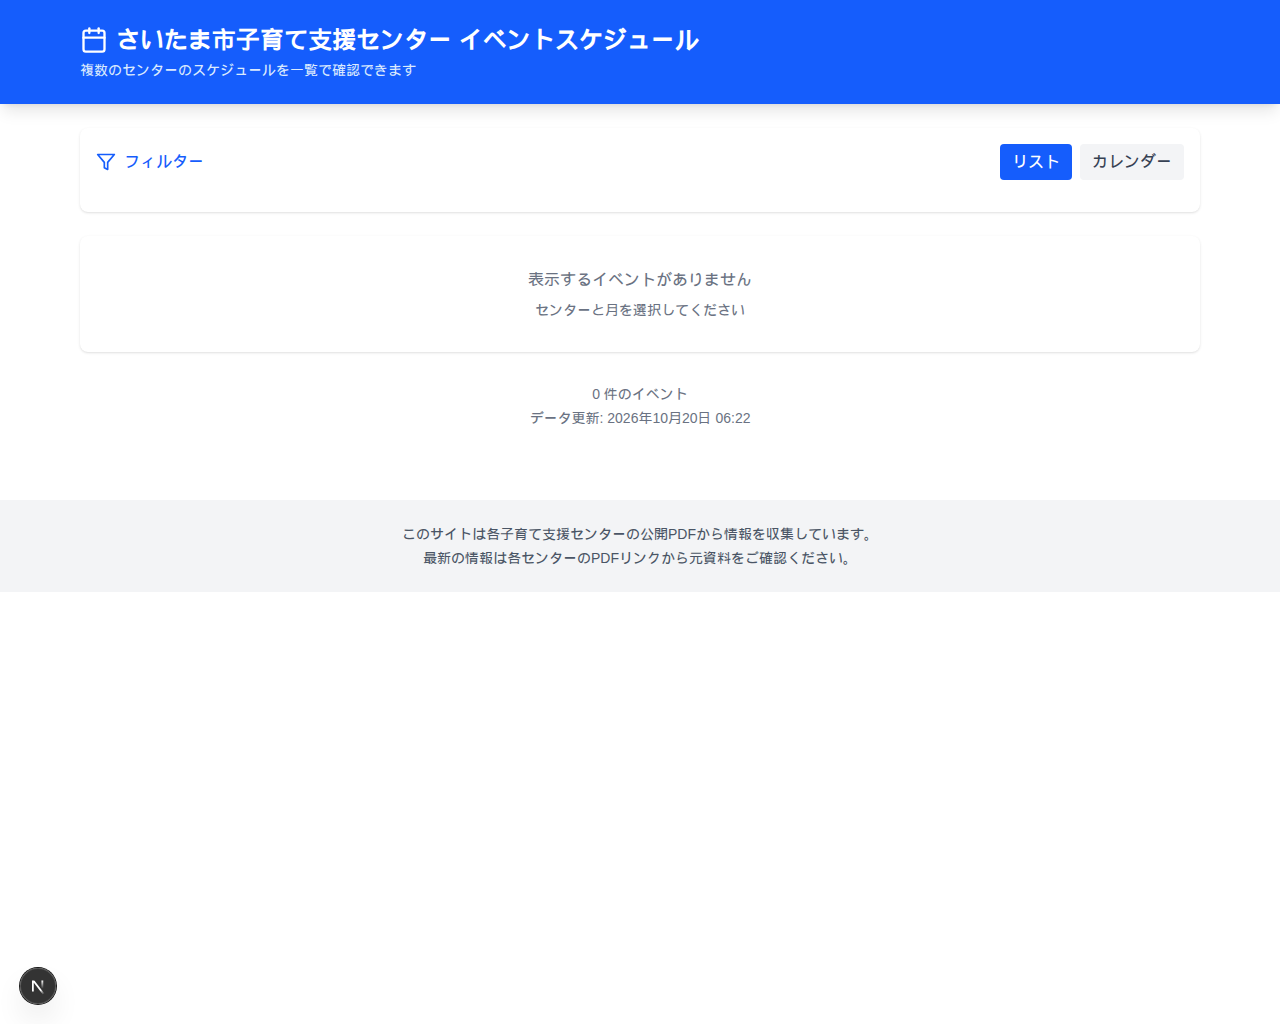 さいたま市子育て支援センター イベントスケジュール
複数のセンターのスケジュールを一覧で確認できます
フィルター
リスト
カレンダー
表示するイベントがありません
センターと月を選択してください
0 件のイベント
データ更新: 2026年10月20日 06:22
このサイトは各子育て支援センターの公開PDFから情報を収集しています。
最新の情報は各センターのPDFリンクから元資料をご確認ください。
N